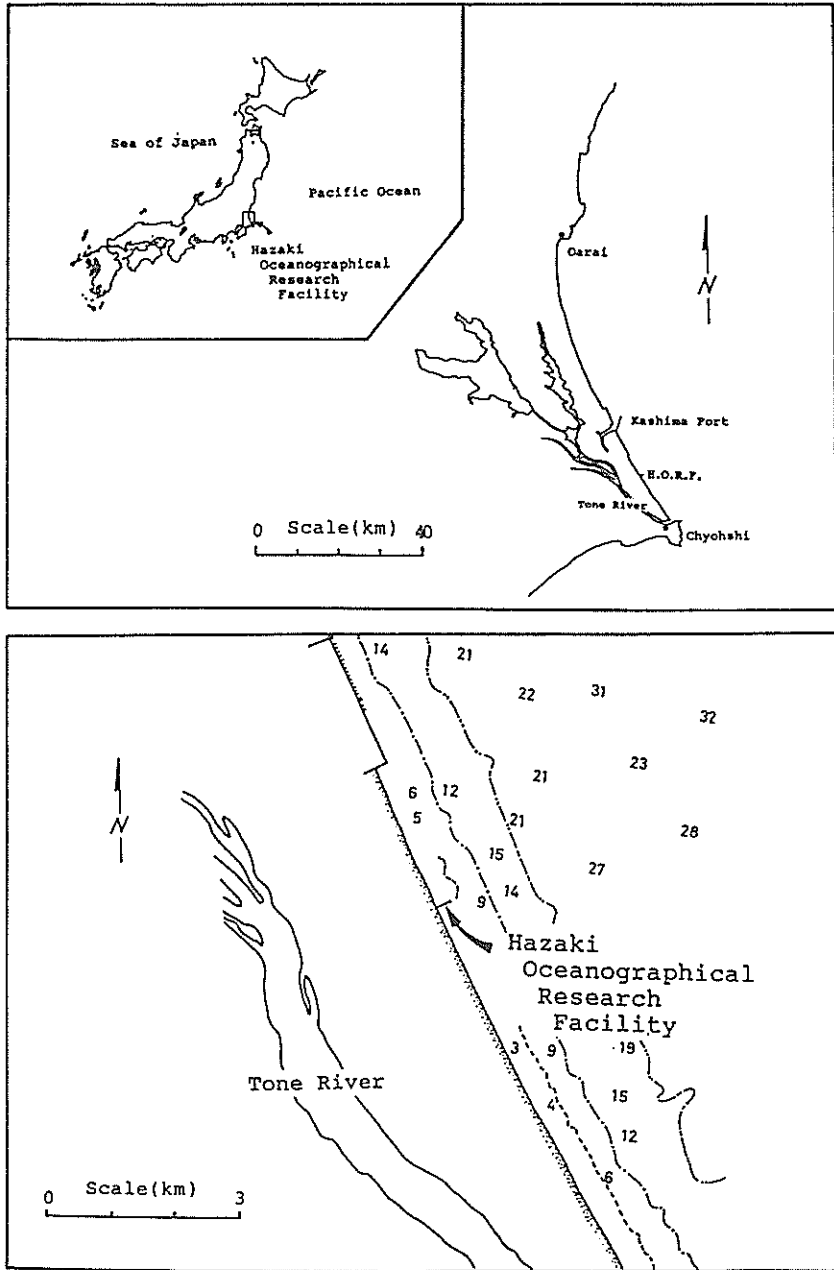 Sea of Japan
Pacific Ocean
Hazaki
Oceanographical
Research
Facility
Oarai
N
Kashima Port
H.O.R.F.
Tone River
Chyohshi
0 Scale(km) 40
14
21
22
31
32
23
21
6
12
5
21
28
15
27
14
9
N
Hazaki
Oceanographical
Research
Facility
3
9
19
15
4
12
6
Tone River
0 Scale(km) 3